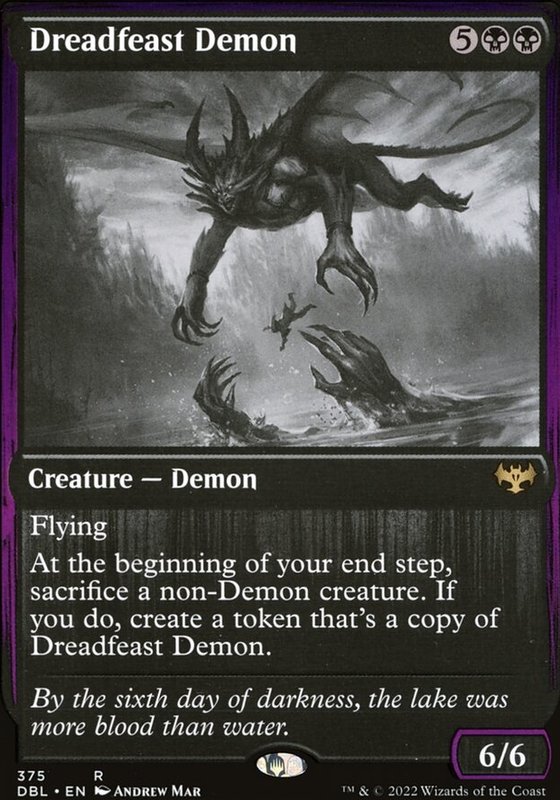 Dreadfeast Demon 5
Creature — Demon
Flying
At the beginning of your end step,
sacrifice a non-Demon creature. If
you do, create a token that's a copy of
Dreadfeast Demon.
By the sixth day of darkness, the lake was
more blood than water.
6/6
375 R
DBL • EN Andrew Mar
™ & © 2022 Wizards of the Coast